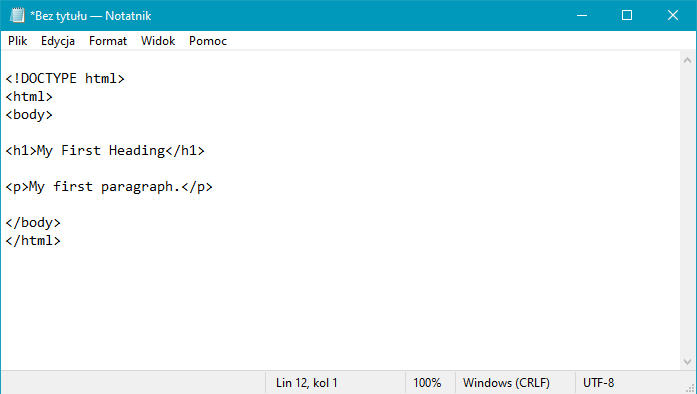 *Bez tytułu — Notatnik
Plik Edycja Format Widok Pomoc
<!DOCTYPE html>
<html>
<body>
<h1>My First Heading</h1>
<p>My first paragraph.</p>
</body>
</html>
Lin 12, kol 1 100% Windows (CRLF) UTF-8